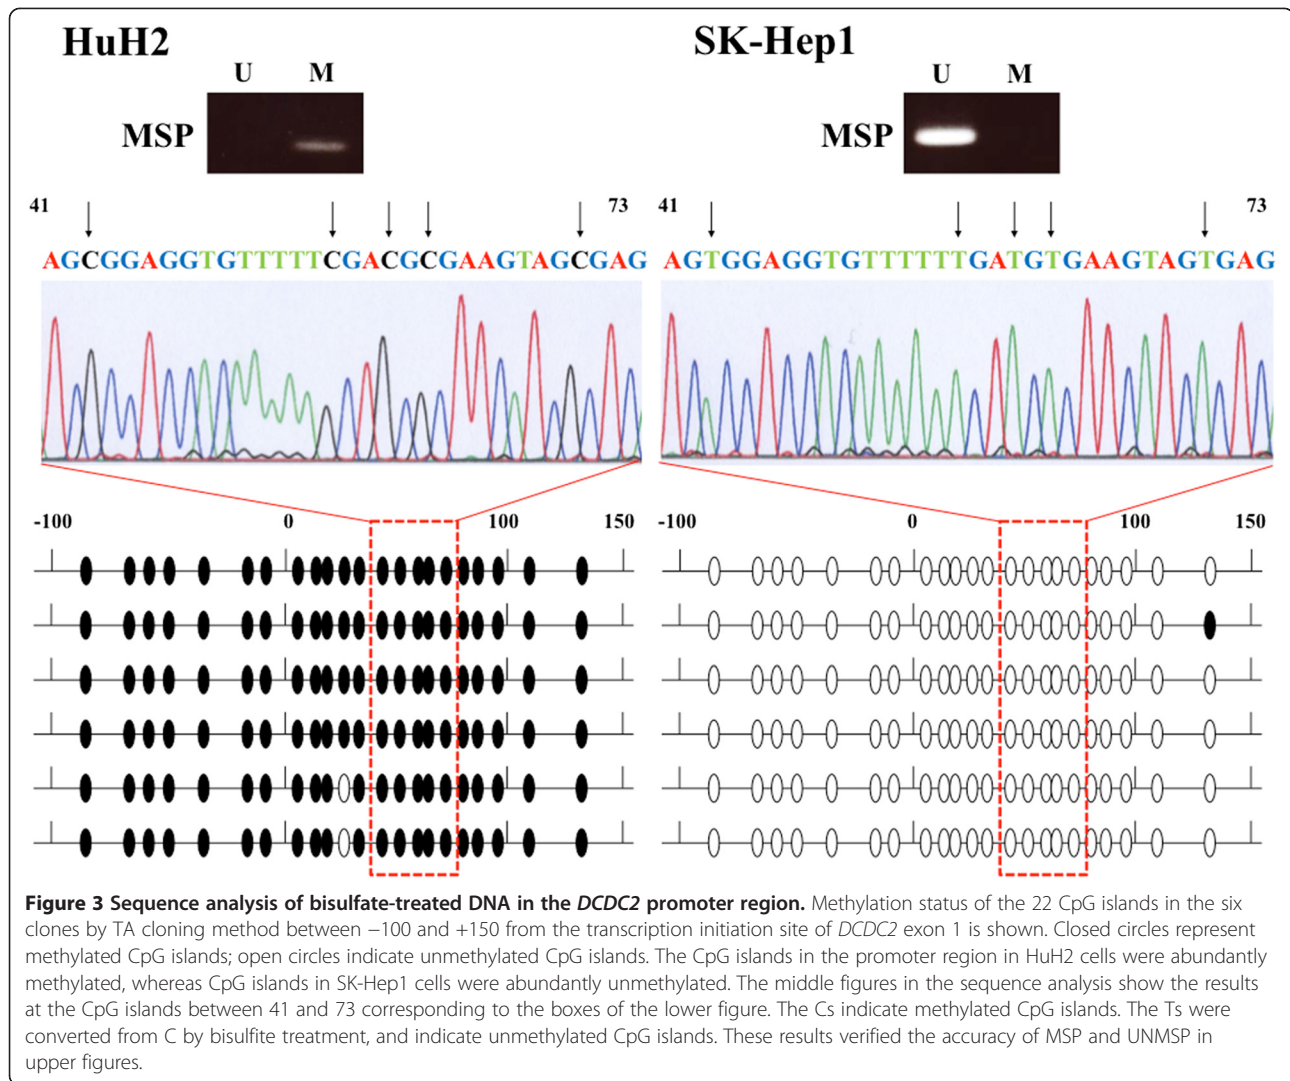 HuH2
SK-Hep1
U M
U M
MSP
MSP
41 73
41 73
AGCGGAGGTGTTTTTCGACGCGAAGTAGCGAG
AGTGGAGGTGTTTTTTGATGTGAAGTAGTGAG
-100 0 100 150
-100 0 100 150
Figure 3 Sequence analysis of bisulfate-treated DNA in the DCDC2 promoter region. Methylation status of the 22 CpG islands in the six
clones by TA cloning method between −100 and +150 from the transcription initiation site of DCDC2 exon 1 is shown. Closed circles represent
methylated CpG islands; open circles indicate unmethylated CpG islands. The CpG islands in the promoter region in HuH2 cells were abundantly
methylated, whereas CpG islands in SK-Hep1 cells were abundantly unmethylated. The middle figures in the sequence analysis show the results
at the CpG islands between 41 and 73 corresponding to the boxes of the lower figure. The Cs indicate methylated CpG islands. The Ts were
converted from C by bisulfite treatment, and indicate unmethylated CpG islands. These results verified the accuracy of MSP and UNMSP in
upper figures.